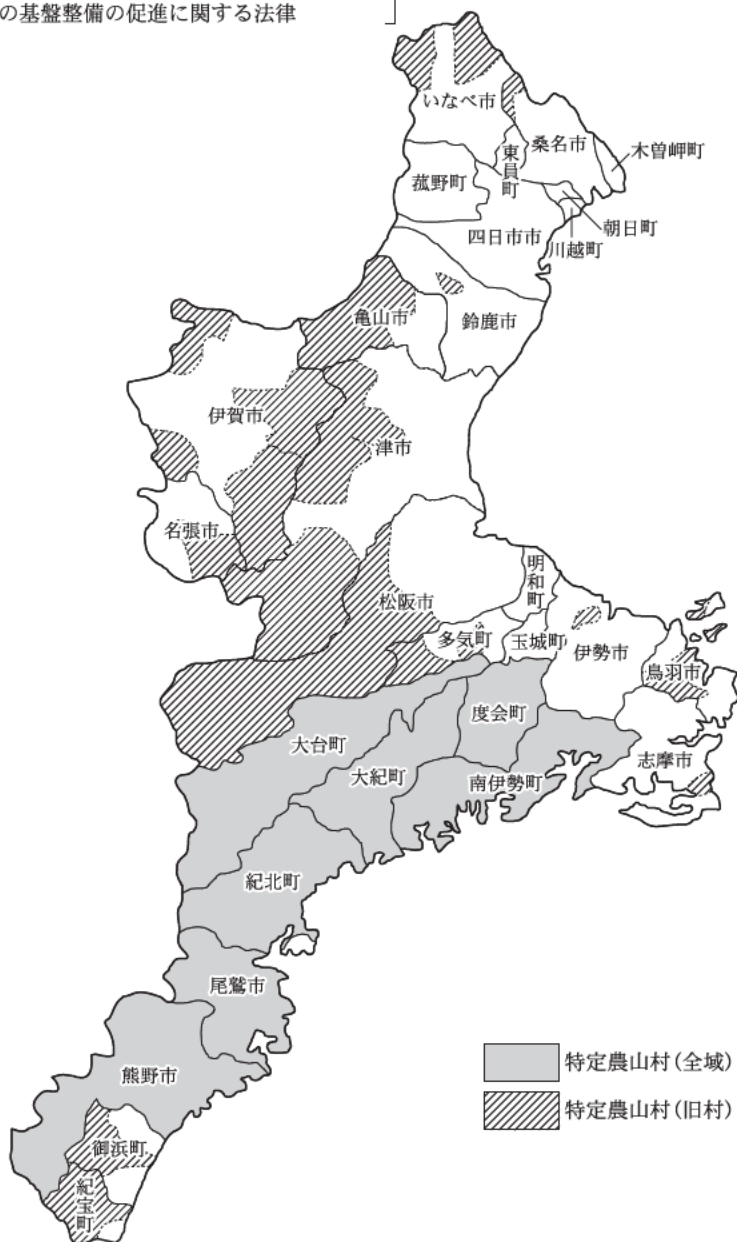 の基盤整備の促進に関する法律
いなべ市
桑名市
木曽岬町
東員町
菰野町
朝日町
四日市市
川越町
亀山市
鈴鹿市
伊賀市
津市
名張市
明和町
松阪市
多気町
玉城町
伊勢市
鳥羽市
度会町
大台町
志摩市
大紀町
南伊勢町
紀北町
尾鷲市
特定農山村(全域)
熊野市
特定農山村(旧村)
御浜町
紀宝町